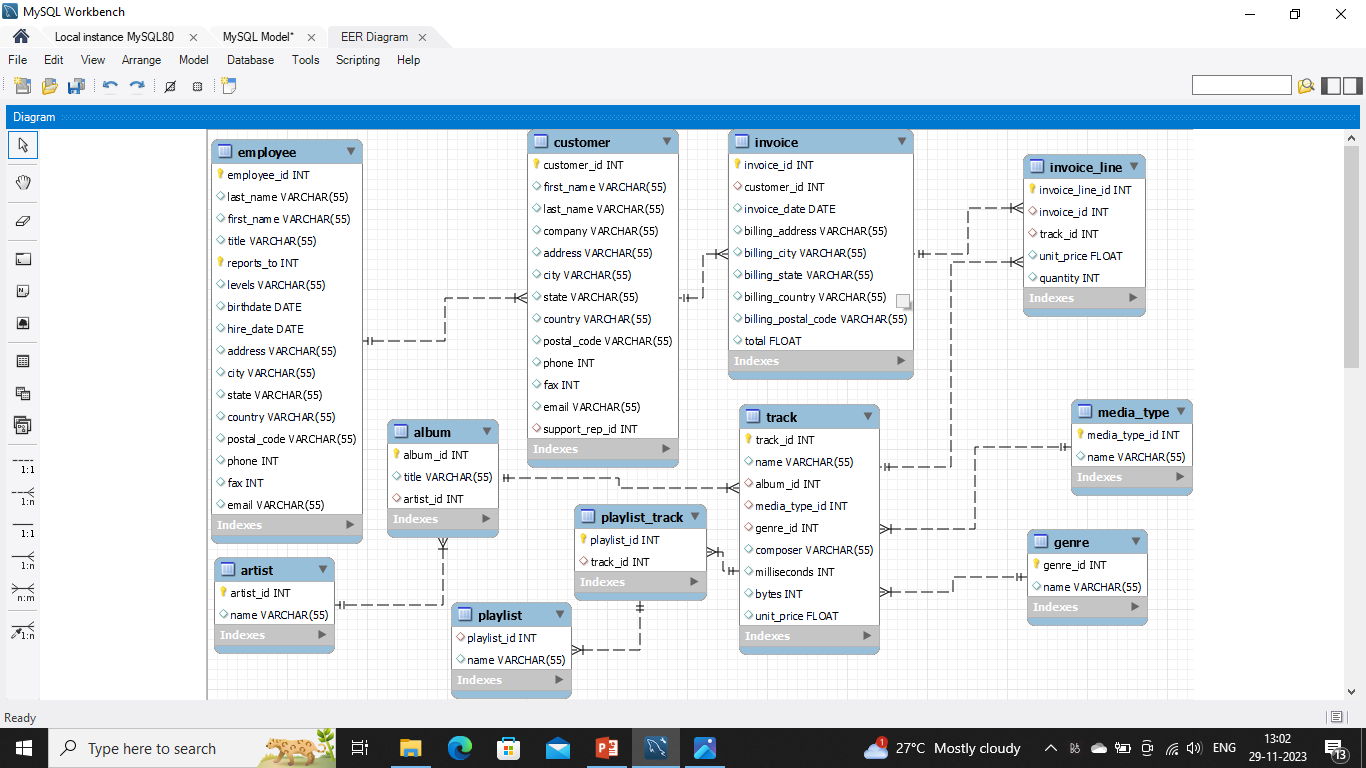 MySQL Workbench
Local instance MySQL80
MySQL Model*
EER Diagram
File Edit View Arrange Model Database Tools Scripting Help
Diagram
employee
employee_id INT
last_name VARCHAR(55)
first_name VARCHAR(55)
title VARCHAR(55)
reports_to INT
levels VARCHAR(55)
birthdate DATE
hire_date DATE
address VARCHAR(55)
city VARCHAR(55)
state VARCHAR(55)
country VARCHAR(55)
postal_code VARCHAR(55)
phone INT
fax INT
email VARCHAR(55)
Indexes
customer
customer_id INT
first_name VARCHAR(55)
last_name VARCHAR(55)
company VARCHAR(55)
address VARCHAR(55)
city VARCHAR(55)
state VARCHAR(55)
country VARCHAR(55)
postal_code VARCHAR(55)
phone INT
fax INT
email VARCHAR(55)
support_rep_id INT
Indexes
invoice
invoice_id INT
customer_id INT
invoice_date DATE
billing_address VARCHAR(55)
billing_city VARCHAR(55)
billing_state VARCHAR(55)
billing_country VARCHAR(55)
billing_postal_code VARCHAR(55)
total FLOAT
Indexes
invoice_line
invoice_line_id INT
invoice_id INT
track_id INT
unit_price FLOAT
quantity INT
Indexes
album
album_id INT
title VARCHAR(55)
artist_id INT
Indexes
track
track_id INT
name VARCHAR(55)
album_id INT
media_type_id INT
genre_id INT
composer VARCHAR(55)
milliseconds INT
bytes INT
unit_price FLOAT
Indexes
media_type
media_type_id INT
name VARCHAR(55)
Indexes
playlist_track
playlist_id INT
track_id INT
Indexes
genre
genre_id INT
name VARCHAR(55)
Indexes
artist
artist_id INT
name VARCHAR(55)
Indexes
playlist
playlist_id INT
name VARCHAR(55)
Indexes
1:1
1:n
1:1
1:n
n:m
1:n
Ready
Type here to search
1
27°C Mostly cloudy
ENG
13:02
29-11-2023
13